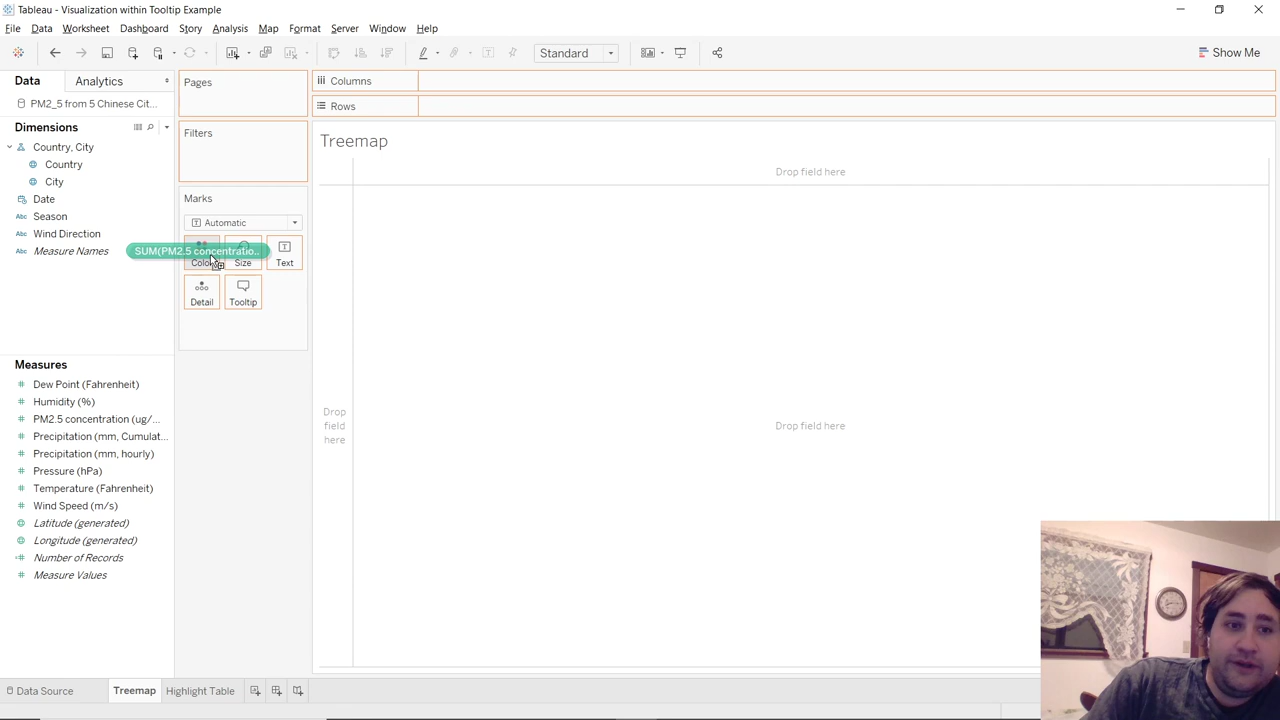 Tableau - Visualization within Tooltip Example
File Data Worksheet Dashboard Story Analysis Map Format Server Window Help
Standard
Show Me
Data Analytics
Pages
Columns
PM2_5 from 5 Chinese Cit...
Rows
Dimensions
Filters
Treemap
Country, City
Country
City
Date
Season
Wind Direction
Measure Names
Marks
Automatic
SUM(PM2.5 concentratio..
Color Size Text
Detail Tooltip
Drop field here
Drop
field
here
Drop field here
Measures
Dew Point (Fahrenheit)
Humidity (%)
PM2.5 concentration (ug/...
Precipitation (mm, Cumulat...
Precipitation (mm, hourly)
Pressure (hPa)
Temperature (Fahrenheit)
Wind Speed (m/s)
Latitude (generated)
Longitude (generated)
Number of Records
Measure Values
Data Source Treemap Highlight Table